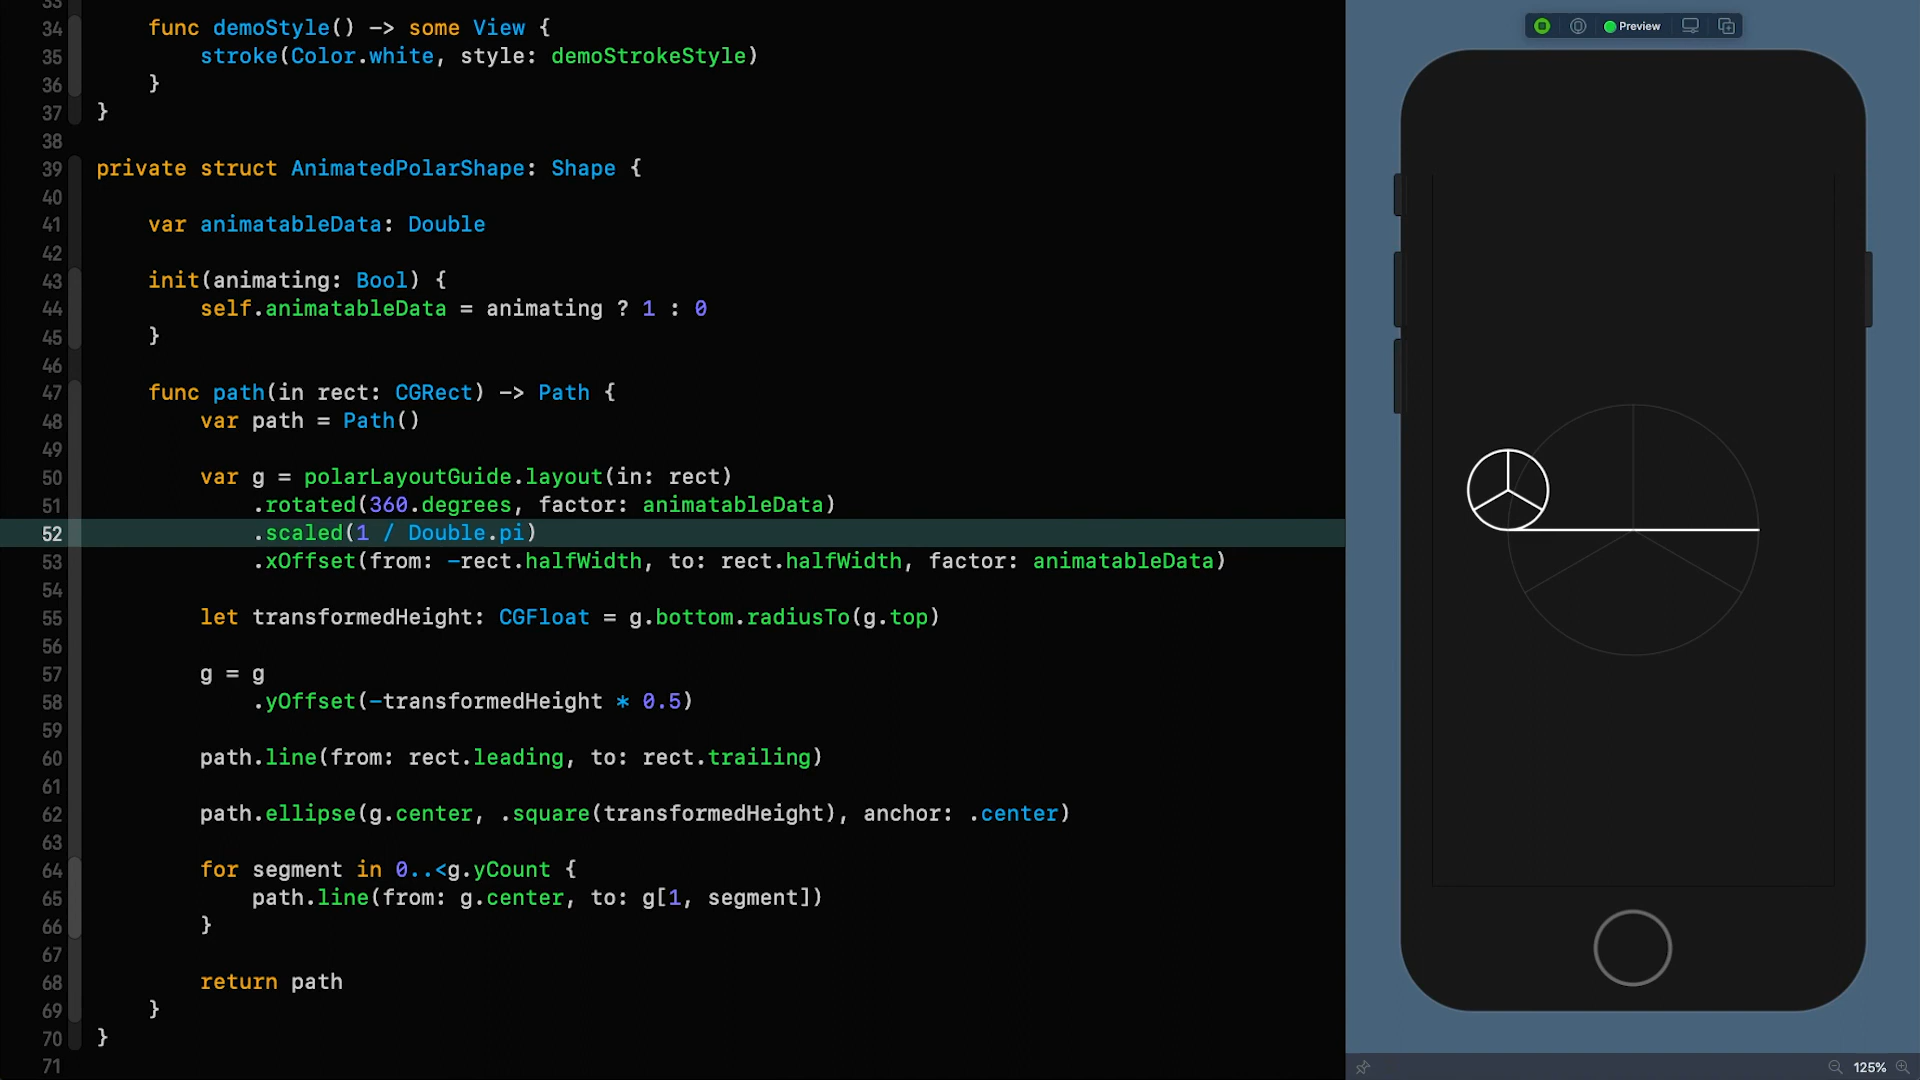 33
34 func demoStyle() -> some View {
35 stroke(Color.white, style: demoStrokeStyle)
36 }
37 }
38
39 private struct AnimatedPolarShape: Shape {
40
41 var animatableData: Double
42
43 init(animating: Bool) {
44 self.animatableData = animating ? 1 : 0
45 }
46
47 func path(in rect: CGRect) -> Path {
48 var path = Path()
49
50 var g = polarLayoutGuide.layout(in: rect)
51 .rotated(360.degrees, factor: animatableData)
52 .scaled(1 / Double.pi)
53 .xOffset(from: -rect.halfWidth, to: rect.halfWidth, factor: animatableData)
54
55 let transformedHeight: CGFloat = g.bottom.radiusTo(g.top)
56
57 g = g
58 .yOffset(-transformedHeight * 0.5)
59
60 path.line(from: rect.leading, to: rect.trailing)
61
62 path.ellipse(g.center, .square(transformedHeight), anchor: .center)
63
64 for segment in 0..<g.yCount {
65 path.line(from: g.center, to: g[1, segment])
66 }
67
68 return path
69 }
70 }
71
Preview
125%